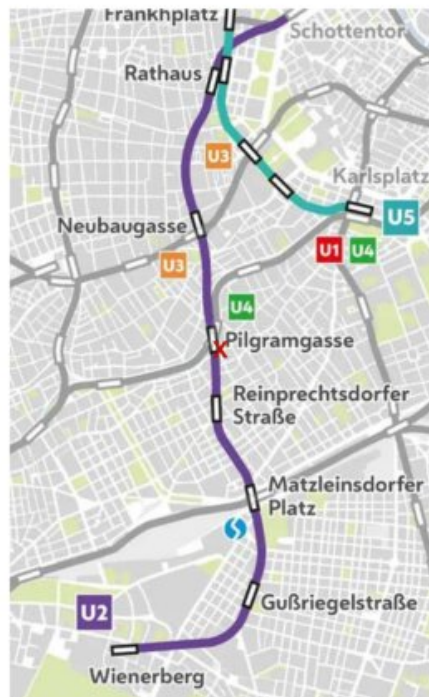 Frankhplatz
Schottentor
Rathaus
U3
Karlsplatz
U5
Neubaugasse
U1 U4
U3
U4
Pilgramgasse
Reinprechtsdorfer
Straße
Matzleinsdorfer
Platz
U2
Gußriegelstraße
Wienerberg